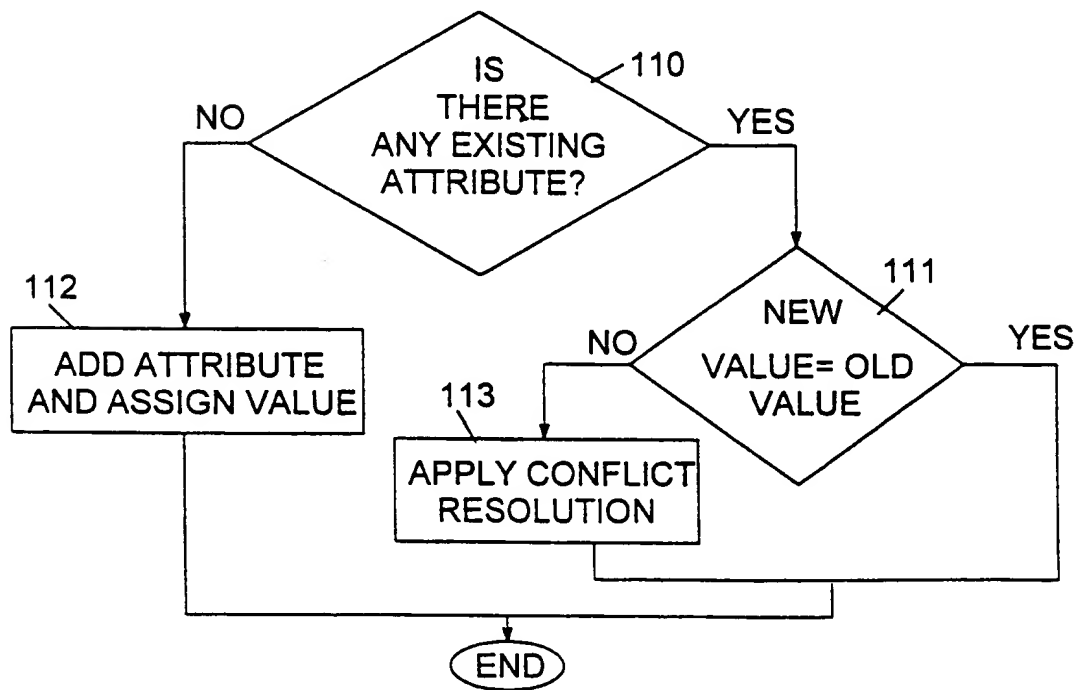 IS
THERE
ANY EXISTING
ATTRIBUTE?
110
NO
YES
112
ADD ATTRIBUTE
AND ASSIGN VALUE
111
NEW
VALUE= OLD
VALUE
NO
YES
113
APPLY CONFLICT
RESOLUTION
END